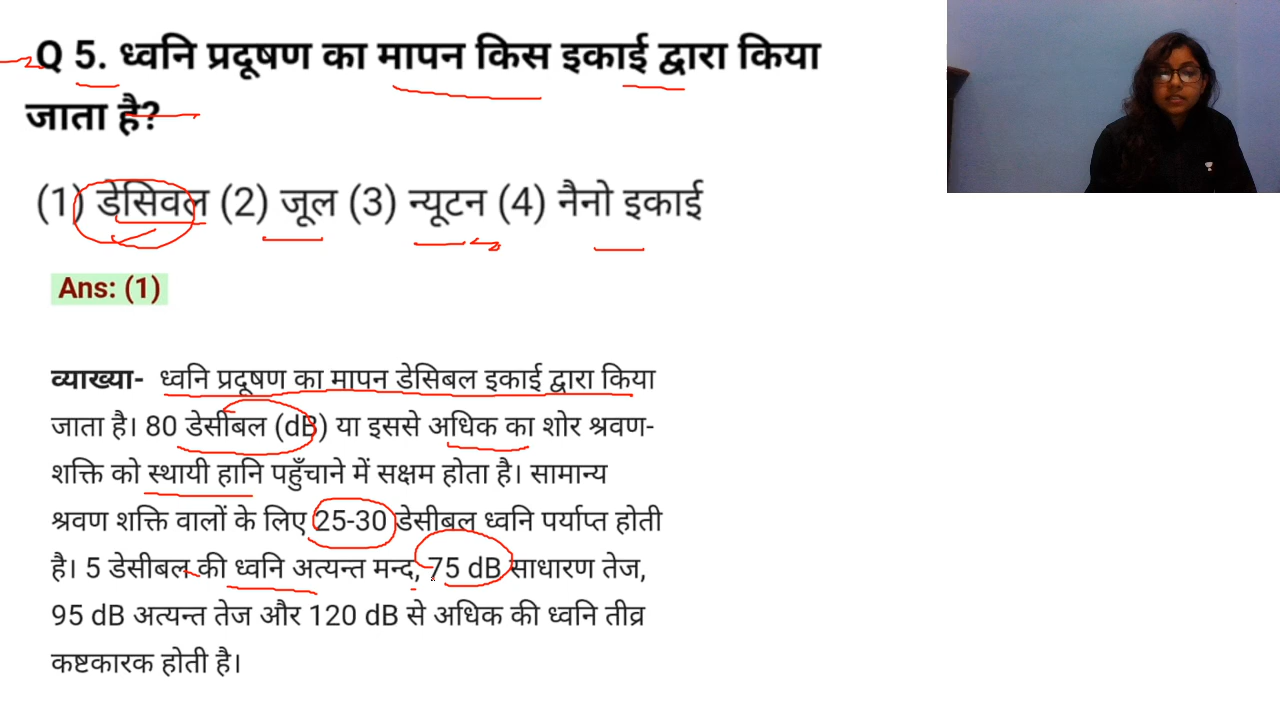 Q 5. ध्वनि प्रदूषण का मापन किस इकाई द्वारा किया
जाता है?
(1) डेसिवल (2) जूल (3) न्यूटन (4) नैनो इकाई
Ans: (1)
व्याख्या- ध्वनि प्रदूषण का मापन डेसिबल इकाई द्वारा किया
जाता है। 80 डेसीबल (dB) या इससे अधिक का शोर श्रवण-
शक्ति को स्थायी हानि पहुँचाने में सक्षम होता है। सामान्य
श्रवण शक्ति वालों के लिए 25-30 डेसीबल ध्वनि पर्याप्त होती
है। 5 डेसीबल की ध्वनि अत्यन्त मन्द, 75 dB साधारण तेज,
95 dB अत्यन्त तेज और 120 dB से अधिक की ध्वनि तीव्र
कष्टकारक होती है।